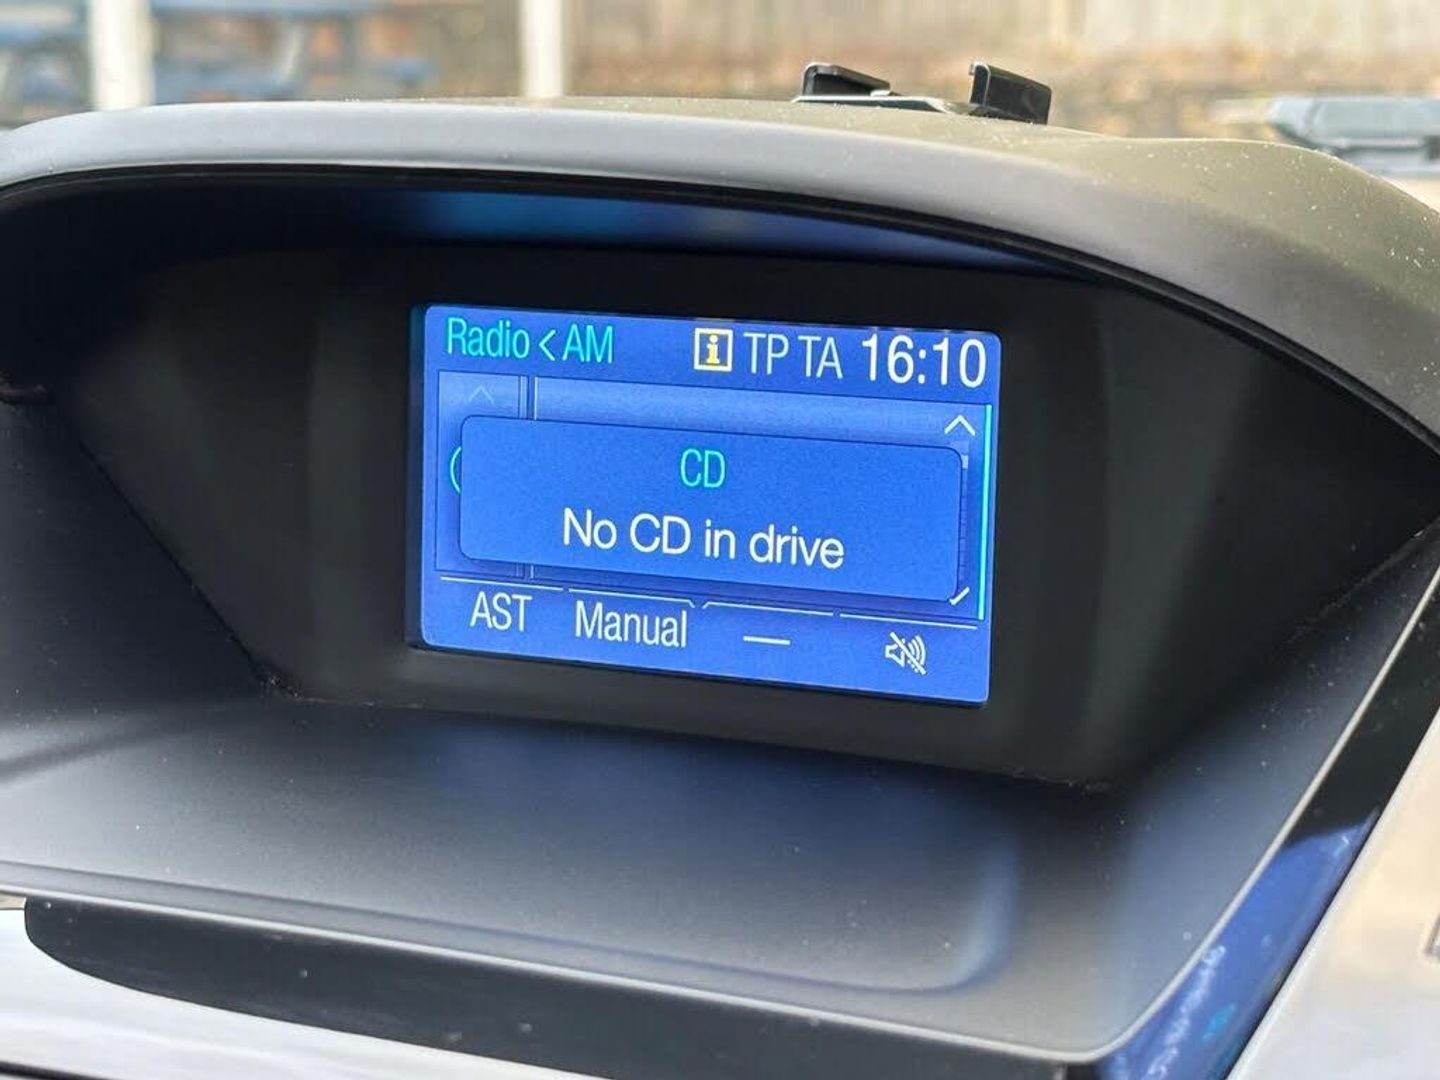 Radio < AM i TP TA 16:10
CD
No CD in drive
AST Manual —